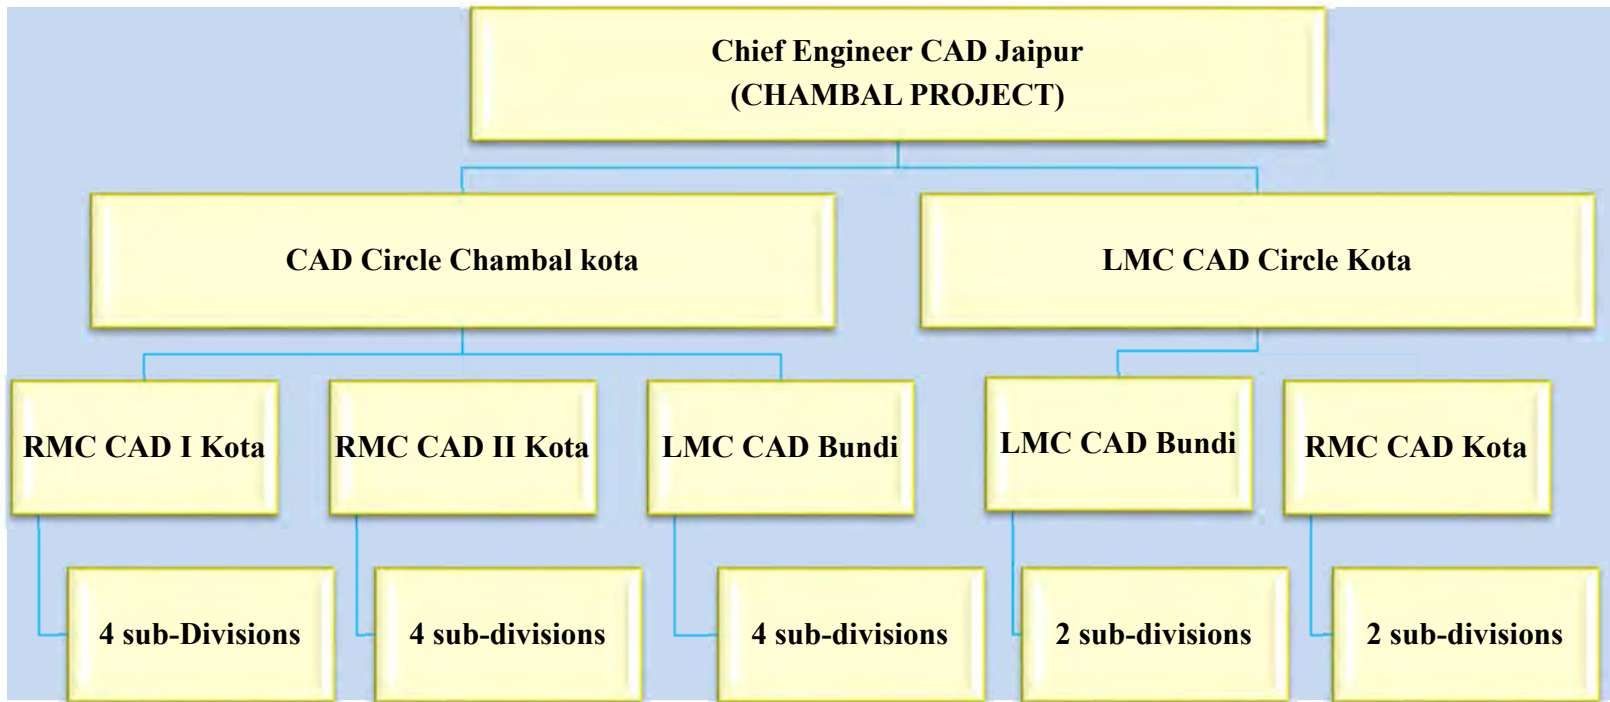 Chief Engineer CAD Jaipur
(CHAMBAL PROJECT)
CAD Circle Chambal kota
LMC CAD Circle Kota
RMC CAD I Kota
RMC CAD II Kota
LMC CAD Bundi
LMC CAD Bundi
RMC CAD Kota
4 sub-Divisions
4 sub-divisions
4 sub-divisions
2 sub-divisions
2 sub-divisions